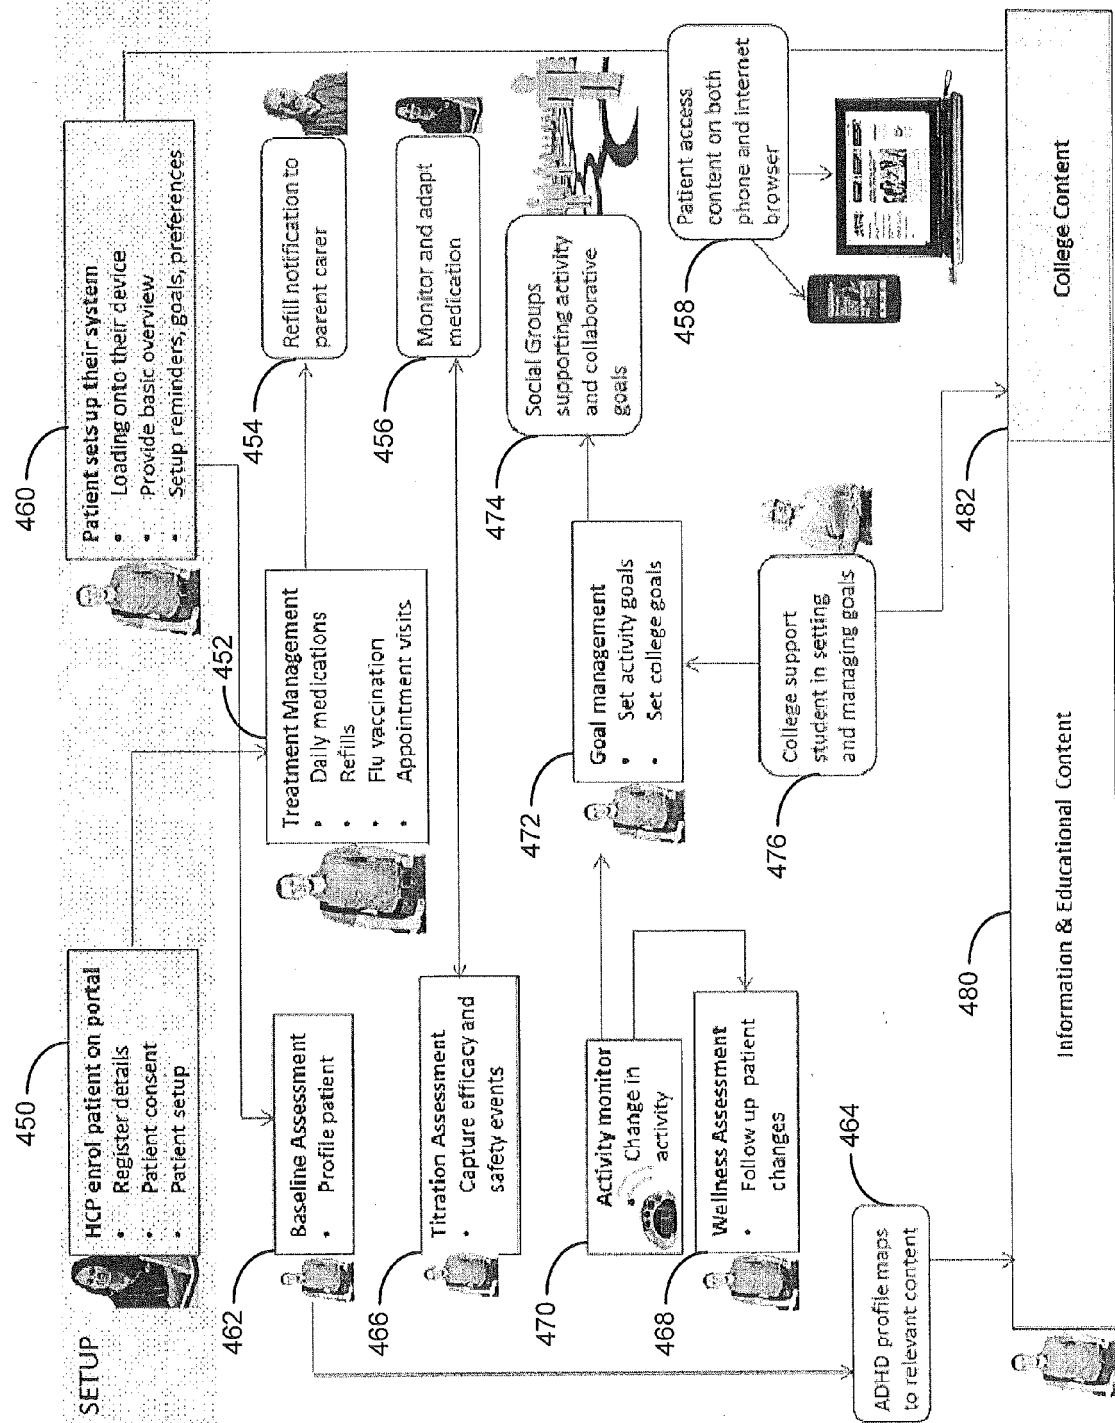 SETUP
450
HCP enrol patient on portal
• Register details
• Patient consent
• Patient setup
460
Patient sets up their system
• Loading onto their device
• Provide basic overview
• Setup reminders, goals, preferences
462
Baseline Assessment
• Profile patient
452
Treatment Management
• Daily medications
• Refills
• Flu vaccination
• Appointment visits
454
Refill notification to
parent carer
466
Titration Assessment
• Capture efficacy and
safety events
456
Monitor and adapt
medication
470
Activity monitor
• Change in
activity
472
Goal management
• Set activity goals
• Set college goals
474
Social Groups
supporting activity
and collaborative
goals
468
Wellness Assessment
• Follow up patient
changes
476
College support
student in setting
and managing goals
458
Patient access
content on both
phone and internet
browser
464
ADHD profile maps
to relevant content
480
Information & Educational Content
482
College Content